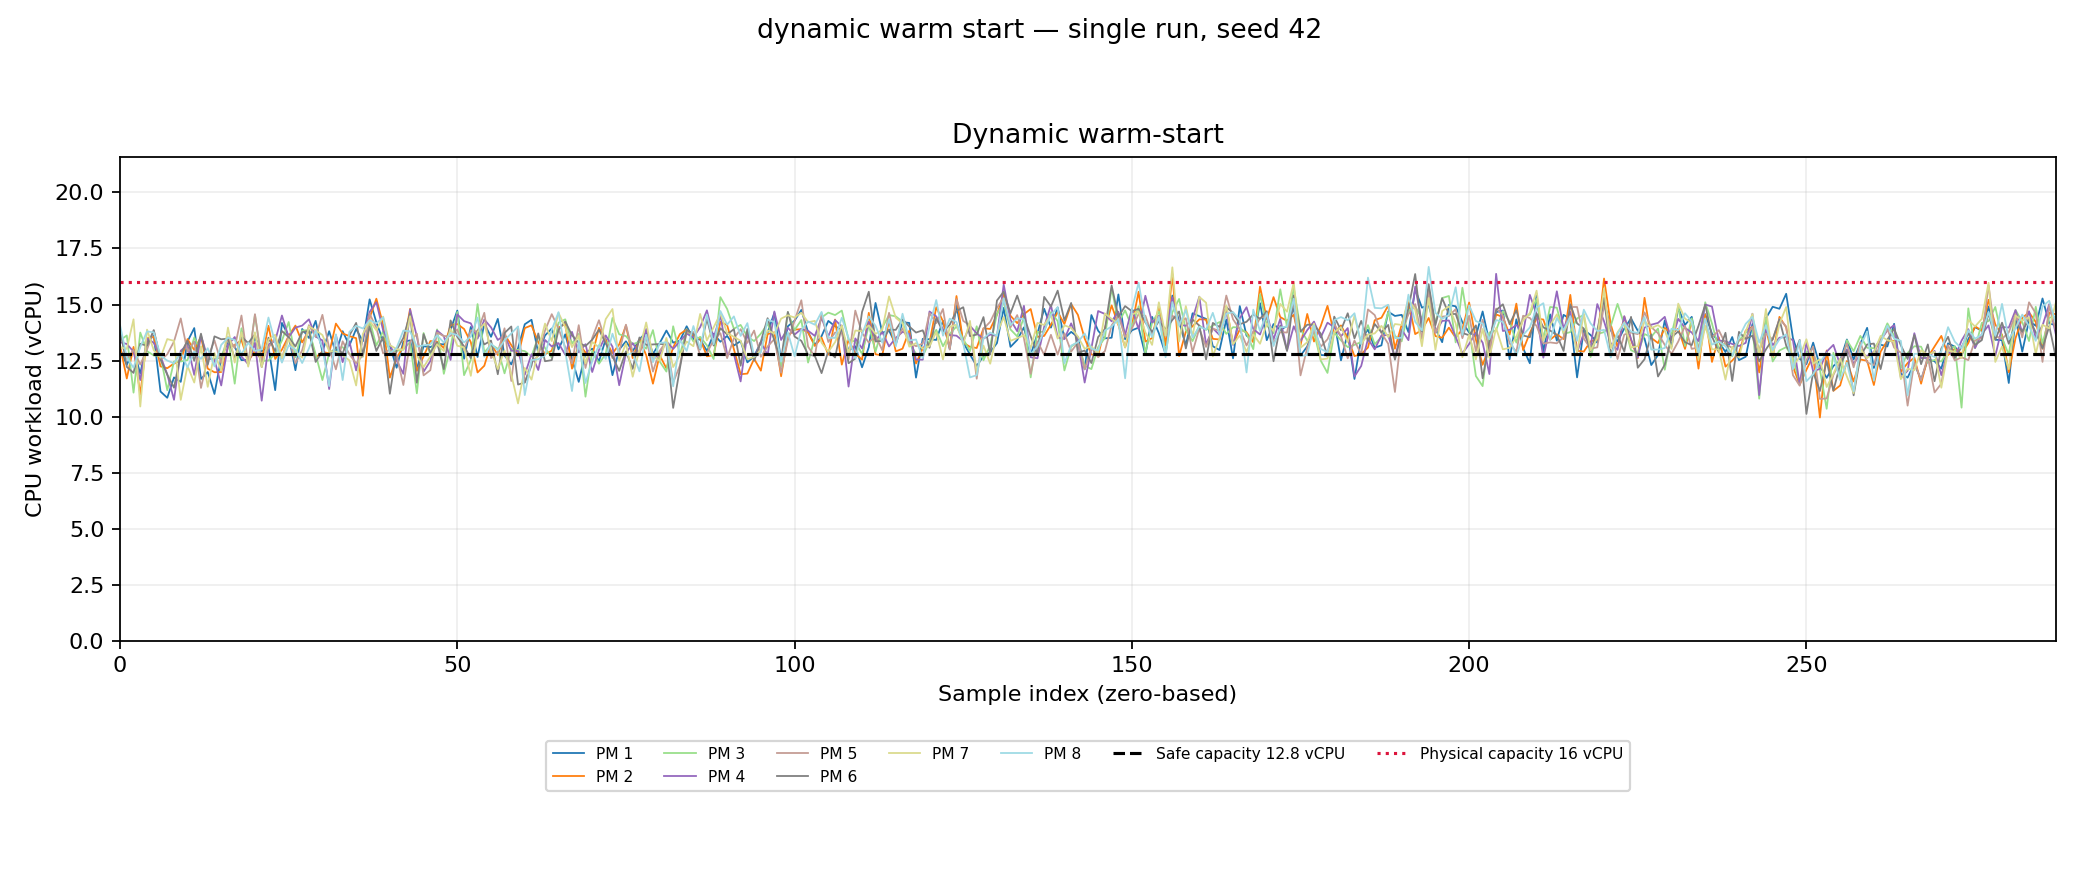 dynamic warm start — single run, seed 42
Dynamic warm-start
CPU workload (vCPU)
20.0
17.5
15.0
12.5
10.0
7.5
5.0
2.5
0.0
0 50 100 150 200 250
Sample index (zero-based)
PM 1 PM 3 PM 5 PM 7 PM 8 Safe capacity 12.8 vCPU Physical capacity 16 vCPU
PM 2 PM 4 PM 6